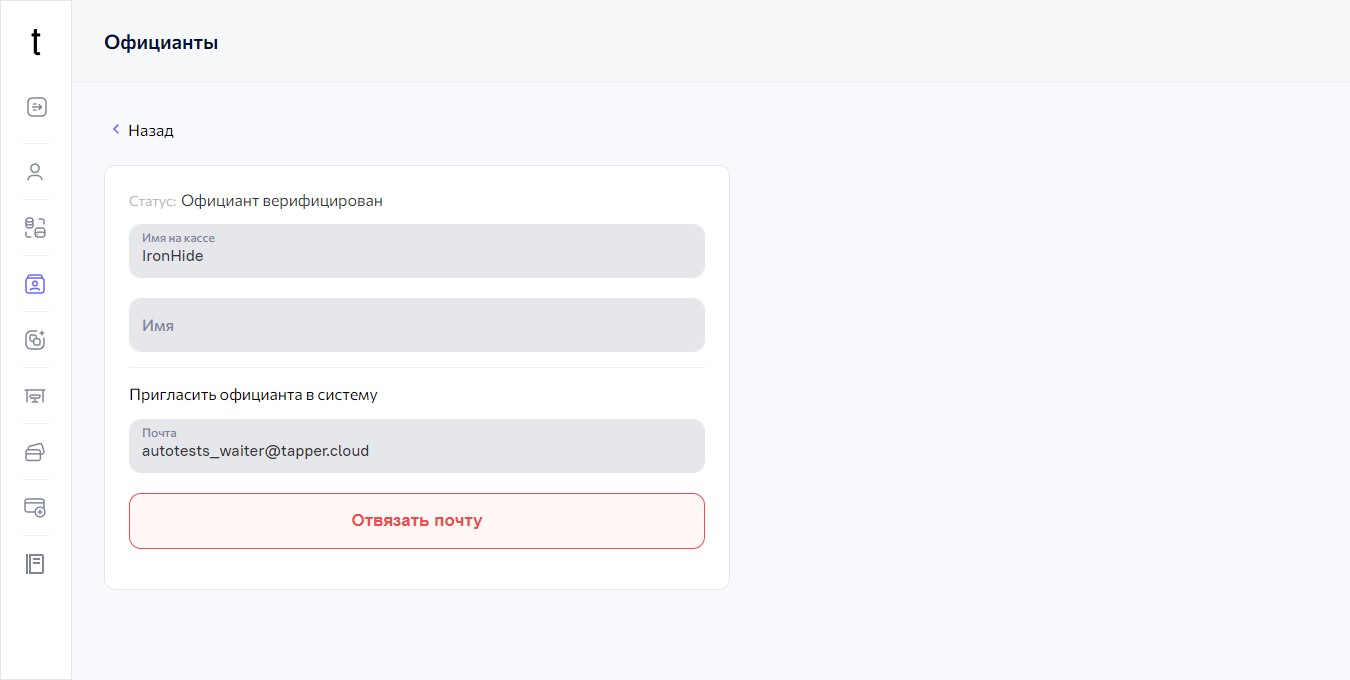 t
Официанты
Назад
Статус: Официант верифицирован
Имя на кассе
IronHide
Имя
Пригласить официанта в систему
Почта
autotests_waiter@tapper.cloud
Отвязать почту